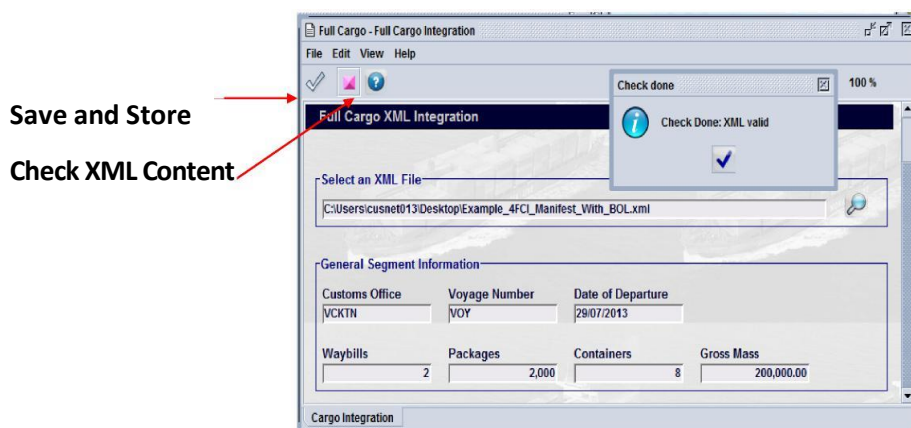 Full Cargo - Full Cargo Integration
File Edit View Help
100 %
Check done
Check Done: XML valid
Save and Store
Check XML Content
Full Cargo XML Integration
Select an XML File
C:\Users\cusnet013\Desktop\Example_4FCI_Manifest_With_BOL.xml
General Segment Information
Customs Office Voyage Number Date of Departure
VCKTN VOY 29/07/2013
Waybills Packages Containers Gross Mass
2 2,000 8 200,000.00
Cargo Integration